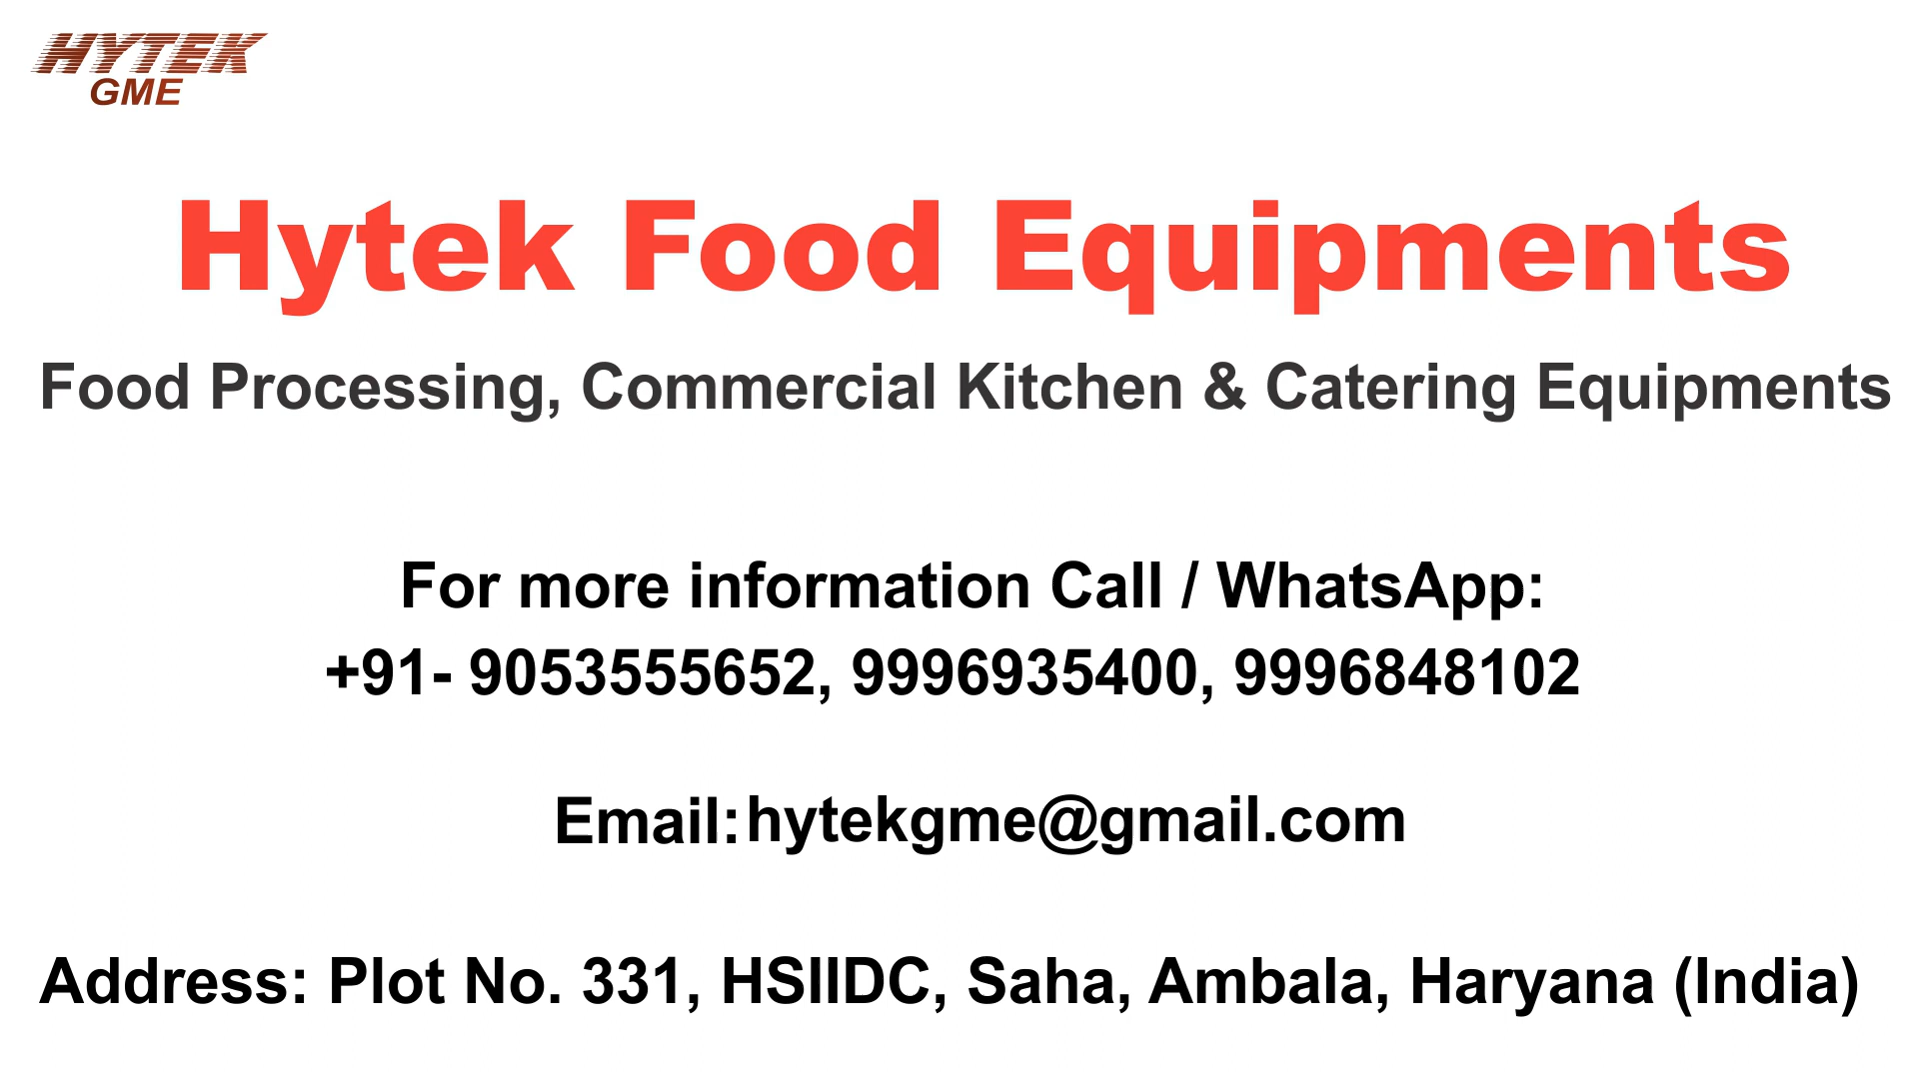 HYTEK
GME
Hytek Food Equipments
Food Processing, Commercial Kitchen & Catering Equipments
For more information Call / WhatsApp:
+91- 9053555652, 9996935400, 9996848102
Email: hytekgme@gmail.com
Address: Plot No. 331, HSIIDC, Saha, Ambala, Haryana (India)